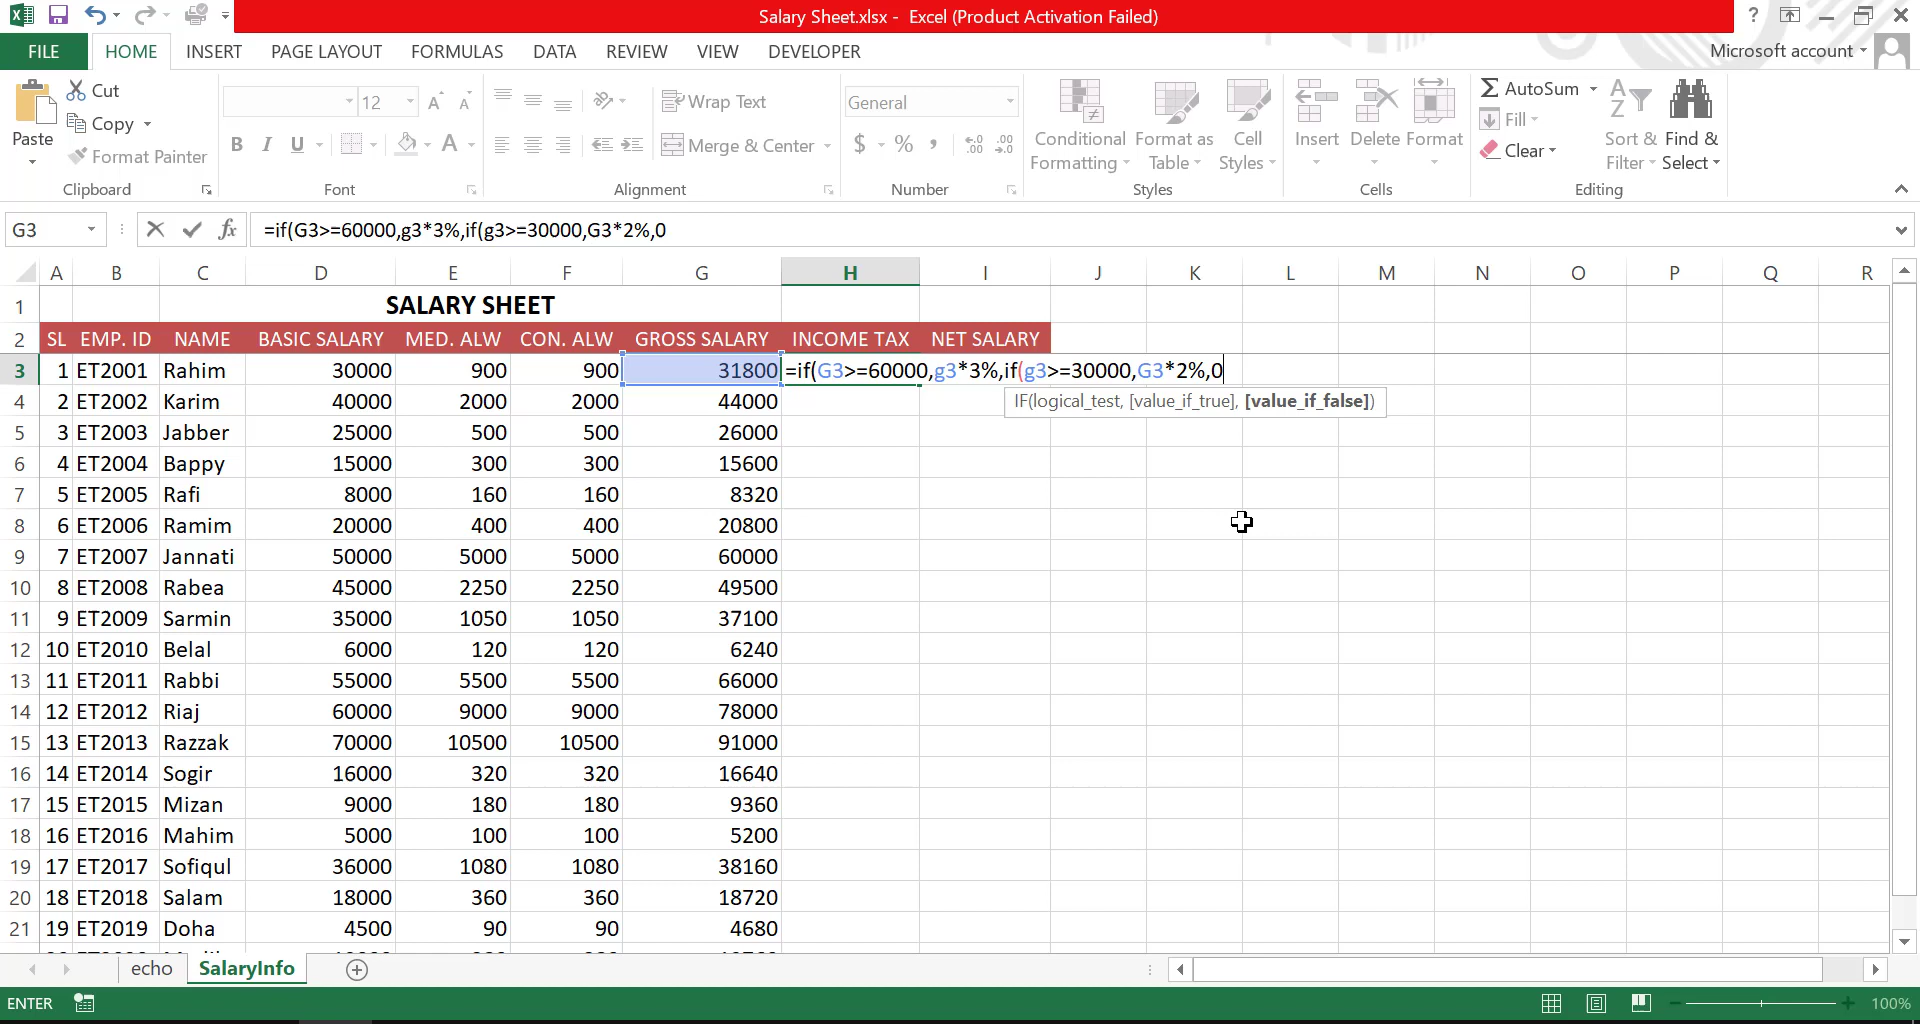 Salary Sheet.xlsx - Excel (Product Activation Failed)
?
FILE HOME INSERT PAGE LAYOUT FORMULAS DATA REVIEW VIEW DEVELOPER Microsoft account
Paste
Cut
Copy
Format Painter
Clipboard
12
B I U
Font
Wrap Text
Merge & Center
Alignment
General
$ % ,
Number
Conditional Formatting
Format as Table
Cell Styles
Styles
Insert
Delete
Format
Cells
AutoSum
Fill
Clear
Sort & Filter
Find & Select
Editing
G3 fx =if(G3>=60000,g3*3%,if(g3>=30000,G3*2%,0
A B C D E F G H I J K L M N O P Q R
1 SALARY SHEET
2 SL EMP. ID NAME BASIC SALARY MED. ALW CON. ALW GROSS SALARY INCOME TAX NET SALARY
3 1 ET2001 Rahim 30000 900 900 31800 =if(G3>=60000,g3*3%,if(g3>=30000,G3*2%,0
IF(logical_test, [value_if_true], [value_if_false])
4 2 ET2002 Karim 40000 2000 2000 44000
5 3 ET2003 Jabber 25000 500 500 26000
6 4 ET2004 Bappy 15000 300 300 15600
7 5 ET2005 Rafi 8000 160 160 8320
8 6 ET2006 Ramim 20000 400 400 20800
9 7 ET2007 Jannati 50000 5000 5000 60000
10 8 ET2008 Rabea 45000 2250 2250 49500
11 9 ET2009 Sarmin 35000 1050 1050 37100
12 10 ET2010 Belal 6000 120 120 6240
13 11 ET2011 Rabbi 55000 5500 5500 66000
14 12 ET2012 Riaj 60000 9000 9000 78000
15 13 ET2013 Razzak 70000 10500 10500 91000
16 14 ET2014 Sogir 16000 320 320 16640
17 15 ET2015 Mizan 9000 180 180 9360
18 16 ET2016 Mahim 5000 100 100 5200
19 17 ET2017 Sofiqul 36000 1080 1080 38160
20 18 ET2018 Salam 18000 360 360 18720
21 19 ET2019 Doha 4500 90 90 4680
echo SalaryInfo
ENTER 100%